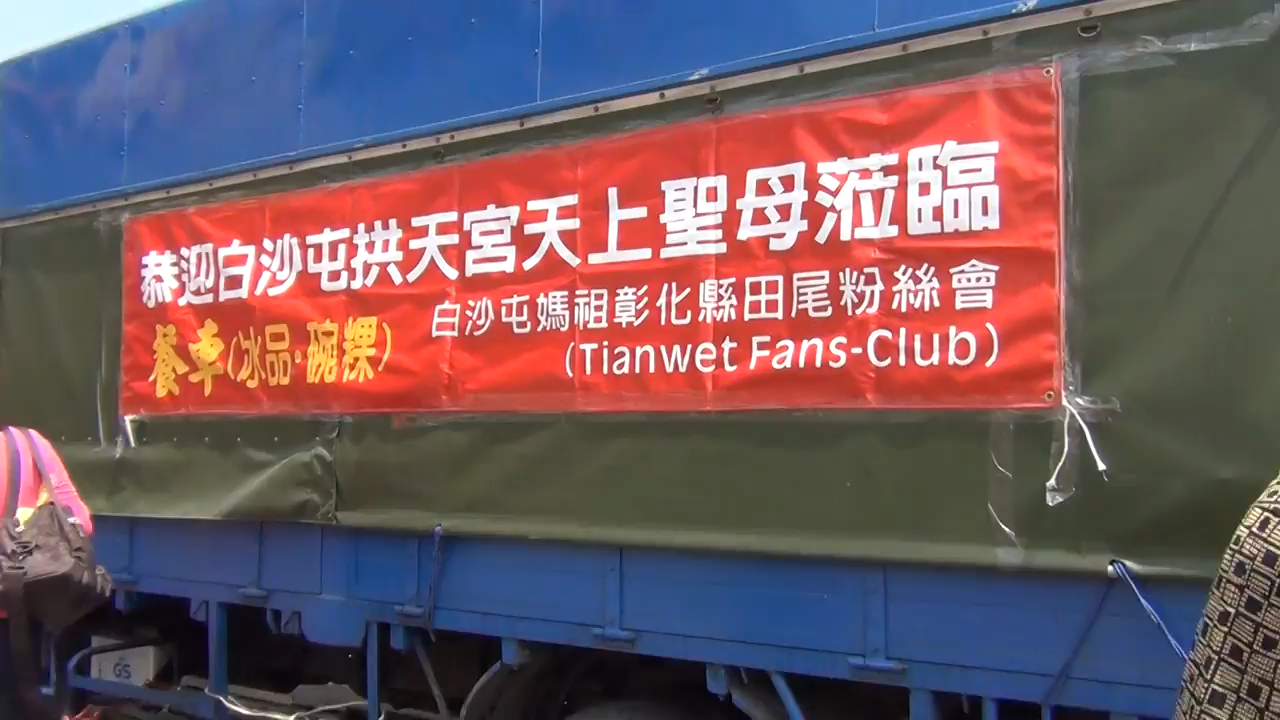 恭迎白沙屯拱天宮天上聖母蒞臨
白沙屯媽祖彰化縣田尾粉絲會
餐車(冰品·碗粿)
(Tianwet Fans-Club)
GS